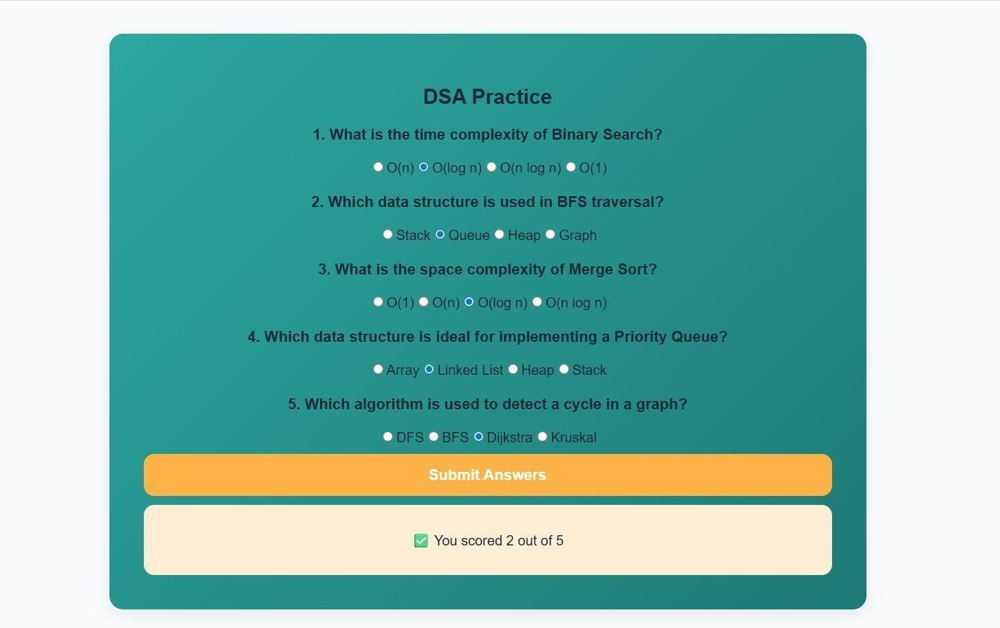 DSA Practice
1. What is the time complexity of Binary Search?
O(n) O(log n) O(n log n) O(1)
2. Which data structure is used in BFS traversal?
Stack Queue Heap Graph
3. What is the space complexity of Merge Sort?
O(1) O(n) O(log n) O(n log n)
4. Which data structure is ideal for implementing a Priority Queue?
Array Linked List Heap Stack
5. Which algorithm is used to detect a cycle in a graph?
DFS BFS Dijkstra Kruskal
Submit Answers
✅ You scored 2 out of 5